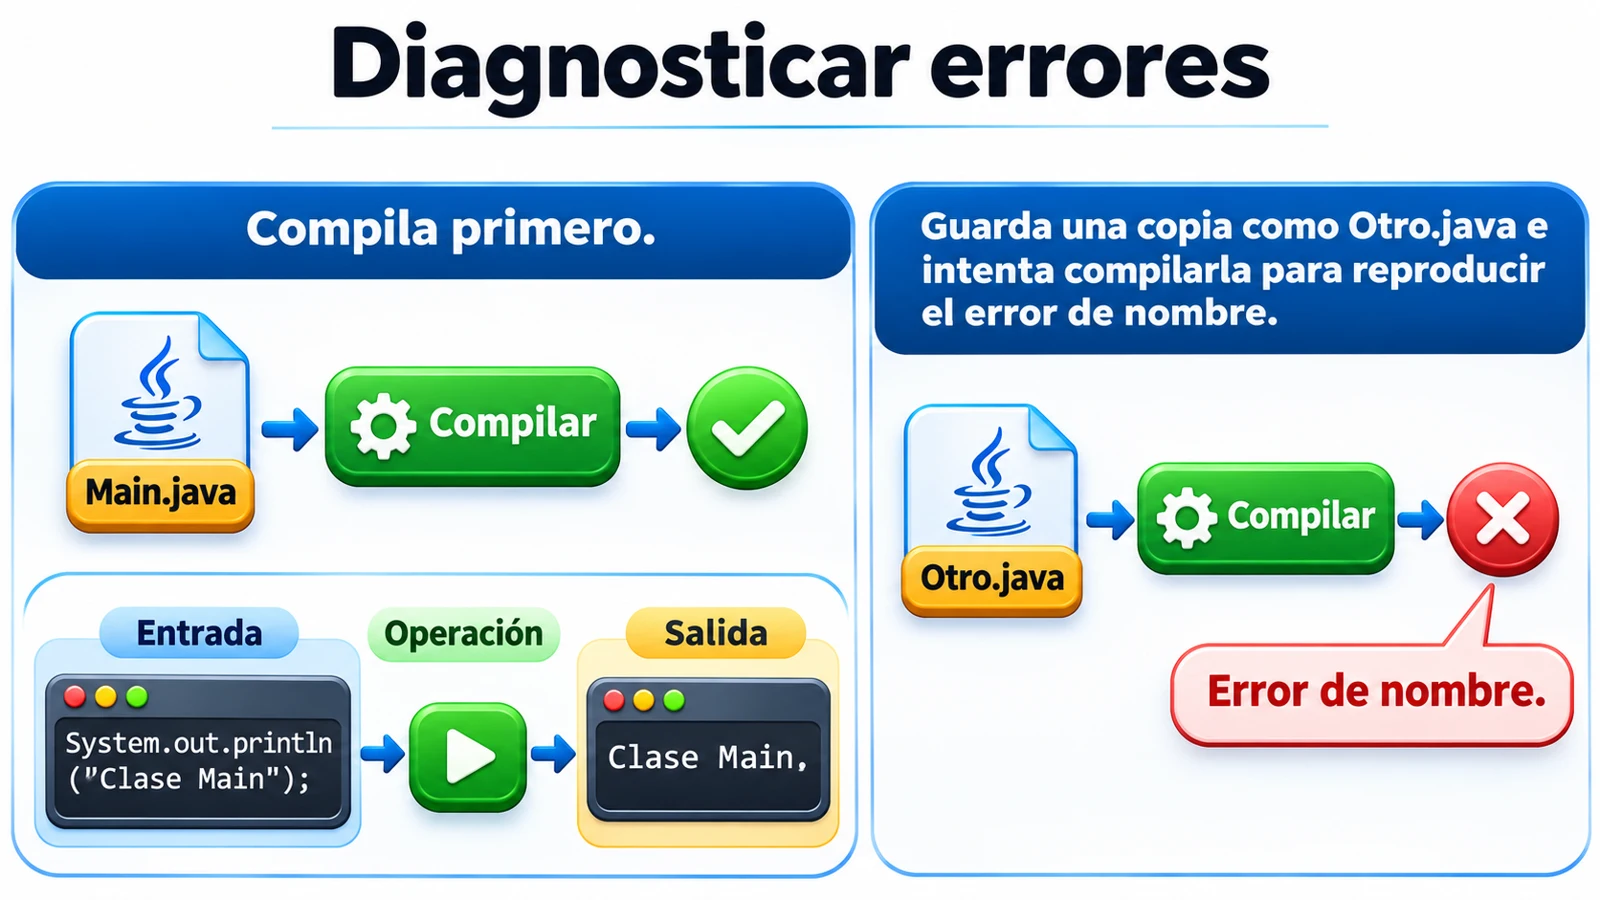 Diagnosticar errores
Compila primero.
Main.java
Compilar
Entrada
Operación
Salida
System.out.println
("Clase Main");
Clase Main,
Guarda una copia como Otro.java e
intenta compilarla para reproducir
el error de nombre.
Otro.java
Compilar
Error de nombre.